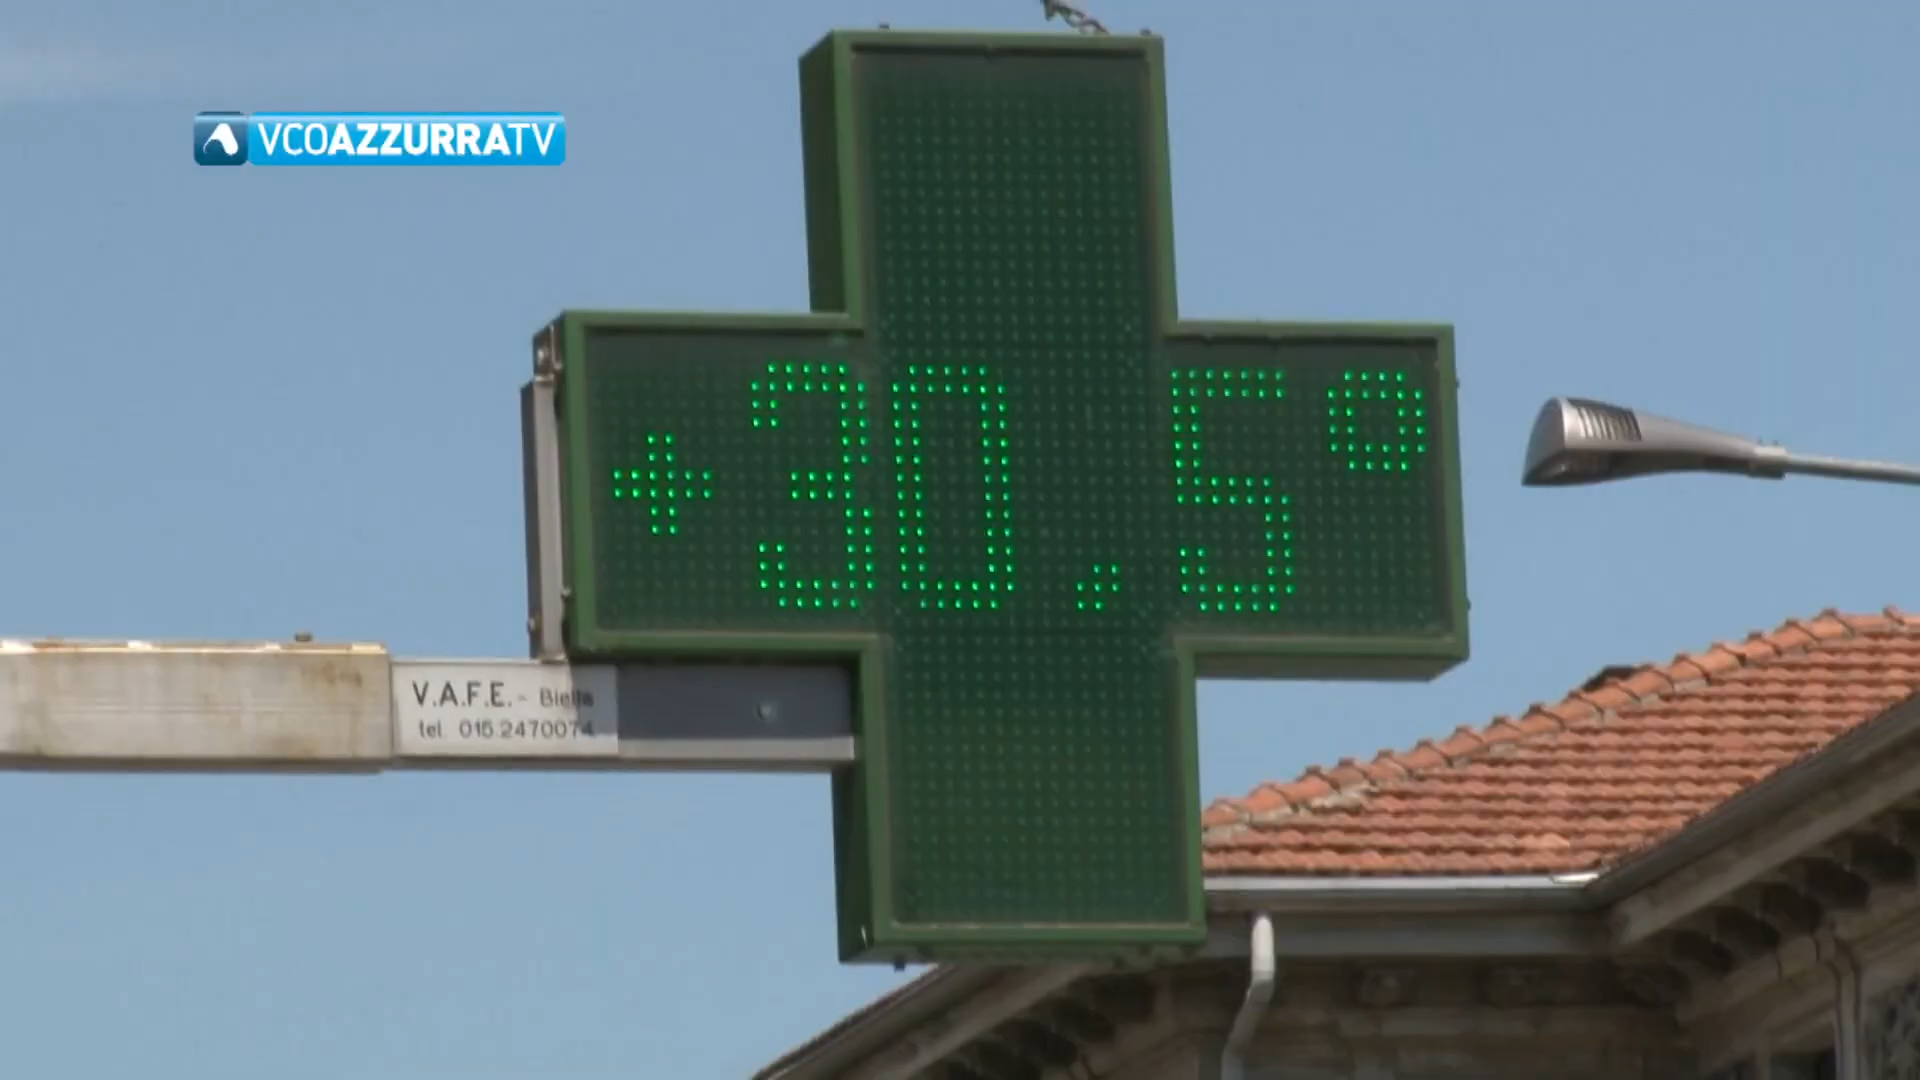 VCOAZZURRATV
+30,5°
V.A.F.E. - Biella
tel. 015.2470074